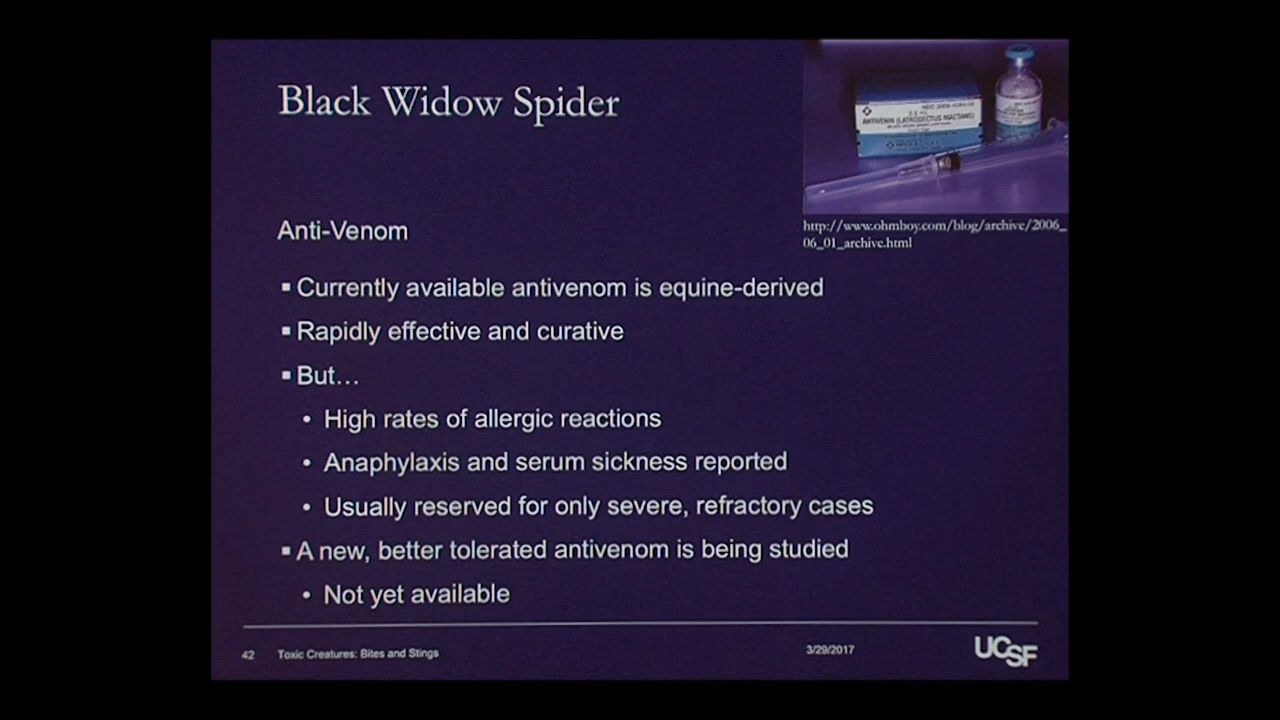 Black Widow Spider
ANTIVENIN (LATRODECTUS MACTANS)
http://www.ohmboy.com/blog/archive/2006_
06_01_archive.html
Anti-Venom
▪ Currently available antivenom is equine-derived
▪ Rapidly effective and curative
▪ But…
• High rates of allergic reactions
• Anaphylaxis and serum sickness reported
• Usually reserved for only severe, refractory cases
▪ A new, better tolerated antivenom is being studied
• Not yet available
42 Toxic Creatures: Bites and Stings 3/29/2017 UCSF